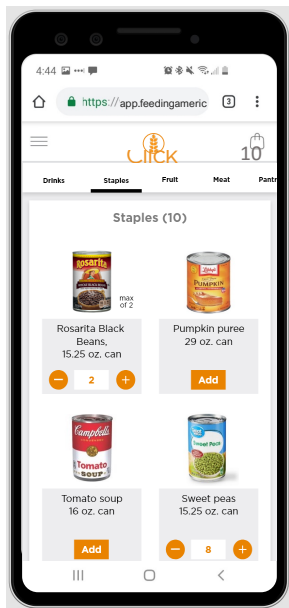 4:44
https://app.feedingameric
3
Click
10
Drinks Staples Fruit Meat Pantr
Staples (10)
Rosarita
max
of 2
Rosarita Black
Beans,
15.25 oz. can
2
Libby's
PUMPKIN
Pumpkin puree
29 oz. can
Add
Campbell's
Tomato
SOUP
Tomato soup
16 oz. can
Add
Sweet Peas
Sweet peas
15.25 oz. can
8